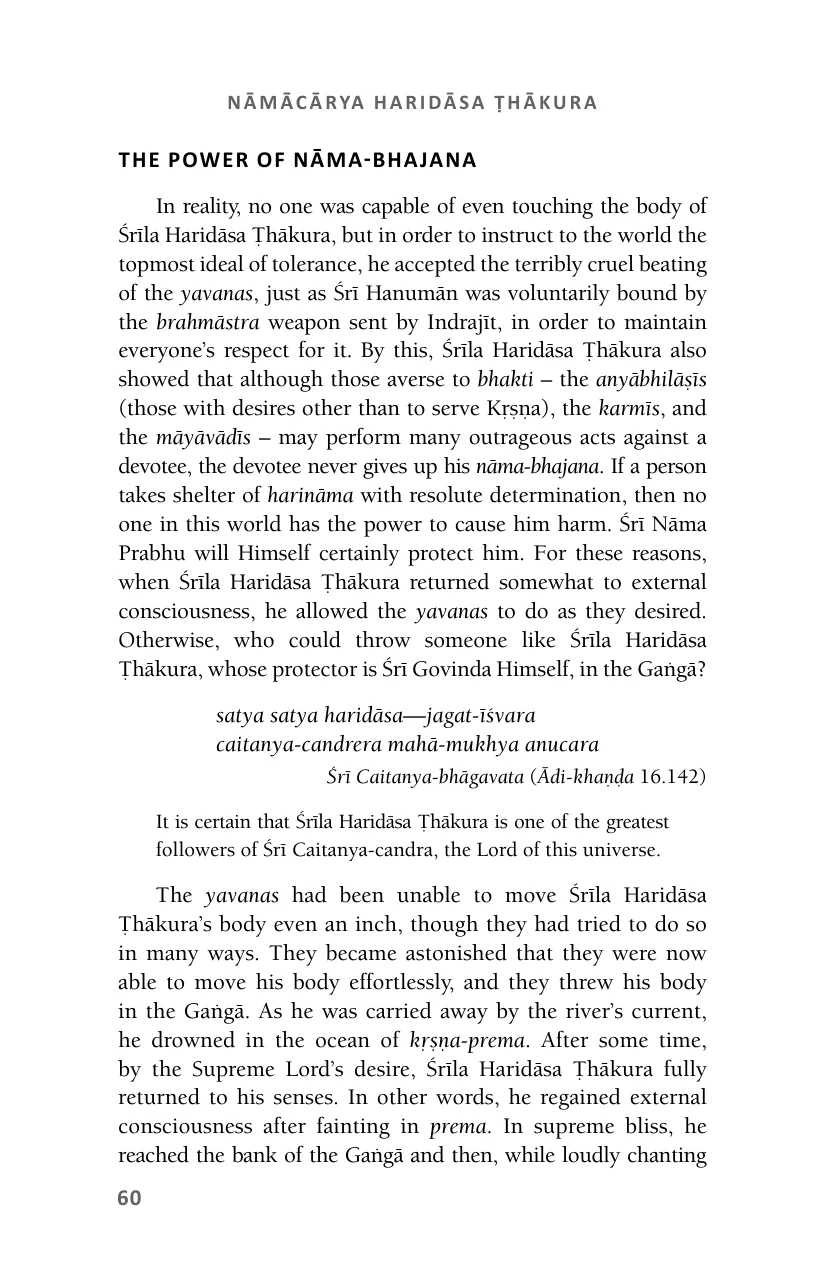 NĀMĀCĀRYA HARIDĀSA ṬHĀKURA
THE POWER OF NĀMA-BHAJANA
In reality, no one was capable of even touching the body of
Śrīla Haridāsa Ṭhākura, but in order to instruct to the world the
topmost ideal of tolerance, he accepted the terribly cruel beating
of the yavanas, just as Śrī Hanumān was voluntarily bound by
the brahmāstra weapon sent by Indrajīt, in order to maintain
everyone’s respect for it. By this, Śrīla Haridāsa Ṭhākura also
showed that although those averse to bhakti – the anyābhilāṣīs
(those with desires other than to serve Kṛṣṇa), the karmīs, and
the māyāvādīs – may perform many outrageous acts against a
devotee, the devotee never gives up his nāma-bhajana. If a person
takes shelter of harināma with resolute determination, then no
one in this world has the power to cause him harm. Śrī Nāma
Prabhu will Himself certainly protect him. For these reasons,
when Śrīla Haridāsa Ṭhākura returned somewhat to external
consciousness, he allowed the yavanas to do as they desired.
Otherwise, who could throw someone like Śrīla Haridāsa
Ṭhākura, whose protector is Śrī Govinda Himself, in the Gaṅgā?
satya satya haridāsa—jagat-īśvara
caitanya-candrera mahā-mukhya anucara
Śrī Caitanya-bhāgavata (Ādi-khaṇḍa 16.142)
It is certain that Śrīla Haridāsa Ṭhākura is one of the greatest
followers of Śrī Caitanya-candra, the Lord of this universe.
The yavanas had been unable to move Śrīla Haridāsa
Ṭhākura’s body even an inch, though they had tried to do so
in many ways. They became astonished that they were now
able to move his body effortlessly, and they threw his body
in the Gaṅgā. As he was carried away by the river’s current,
he drowned in the ocean of kṛṣṇa-prema. After some time,
by the Supreme Lord’s desire, Śrīla Haridāsa Ṭhākura fully
returned to his senses. In other words, he regained external
consciousness after fainting in prema. In supreme bliss, he
reached the bank of the Gaṅgā and then, while loudly chanting
60